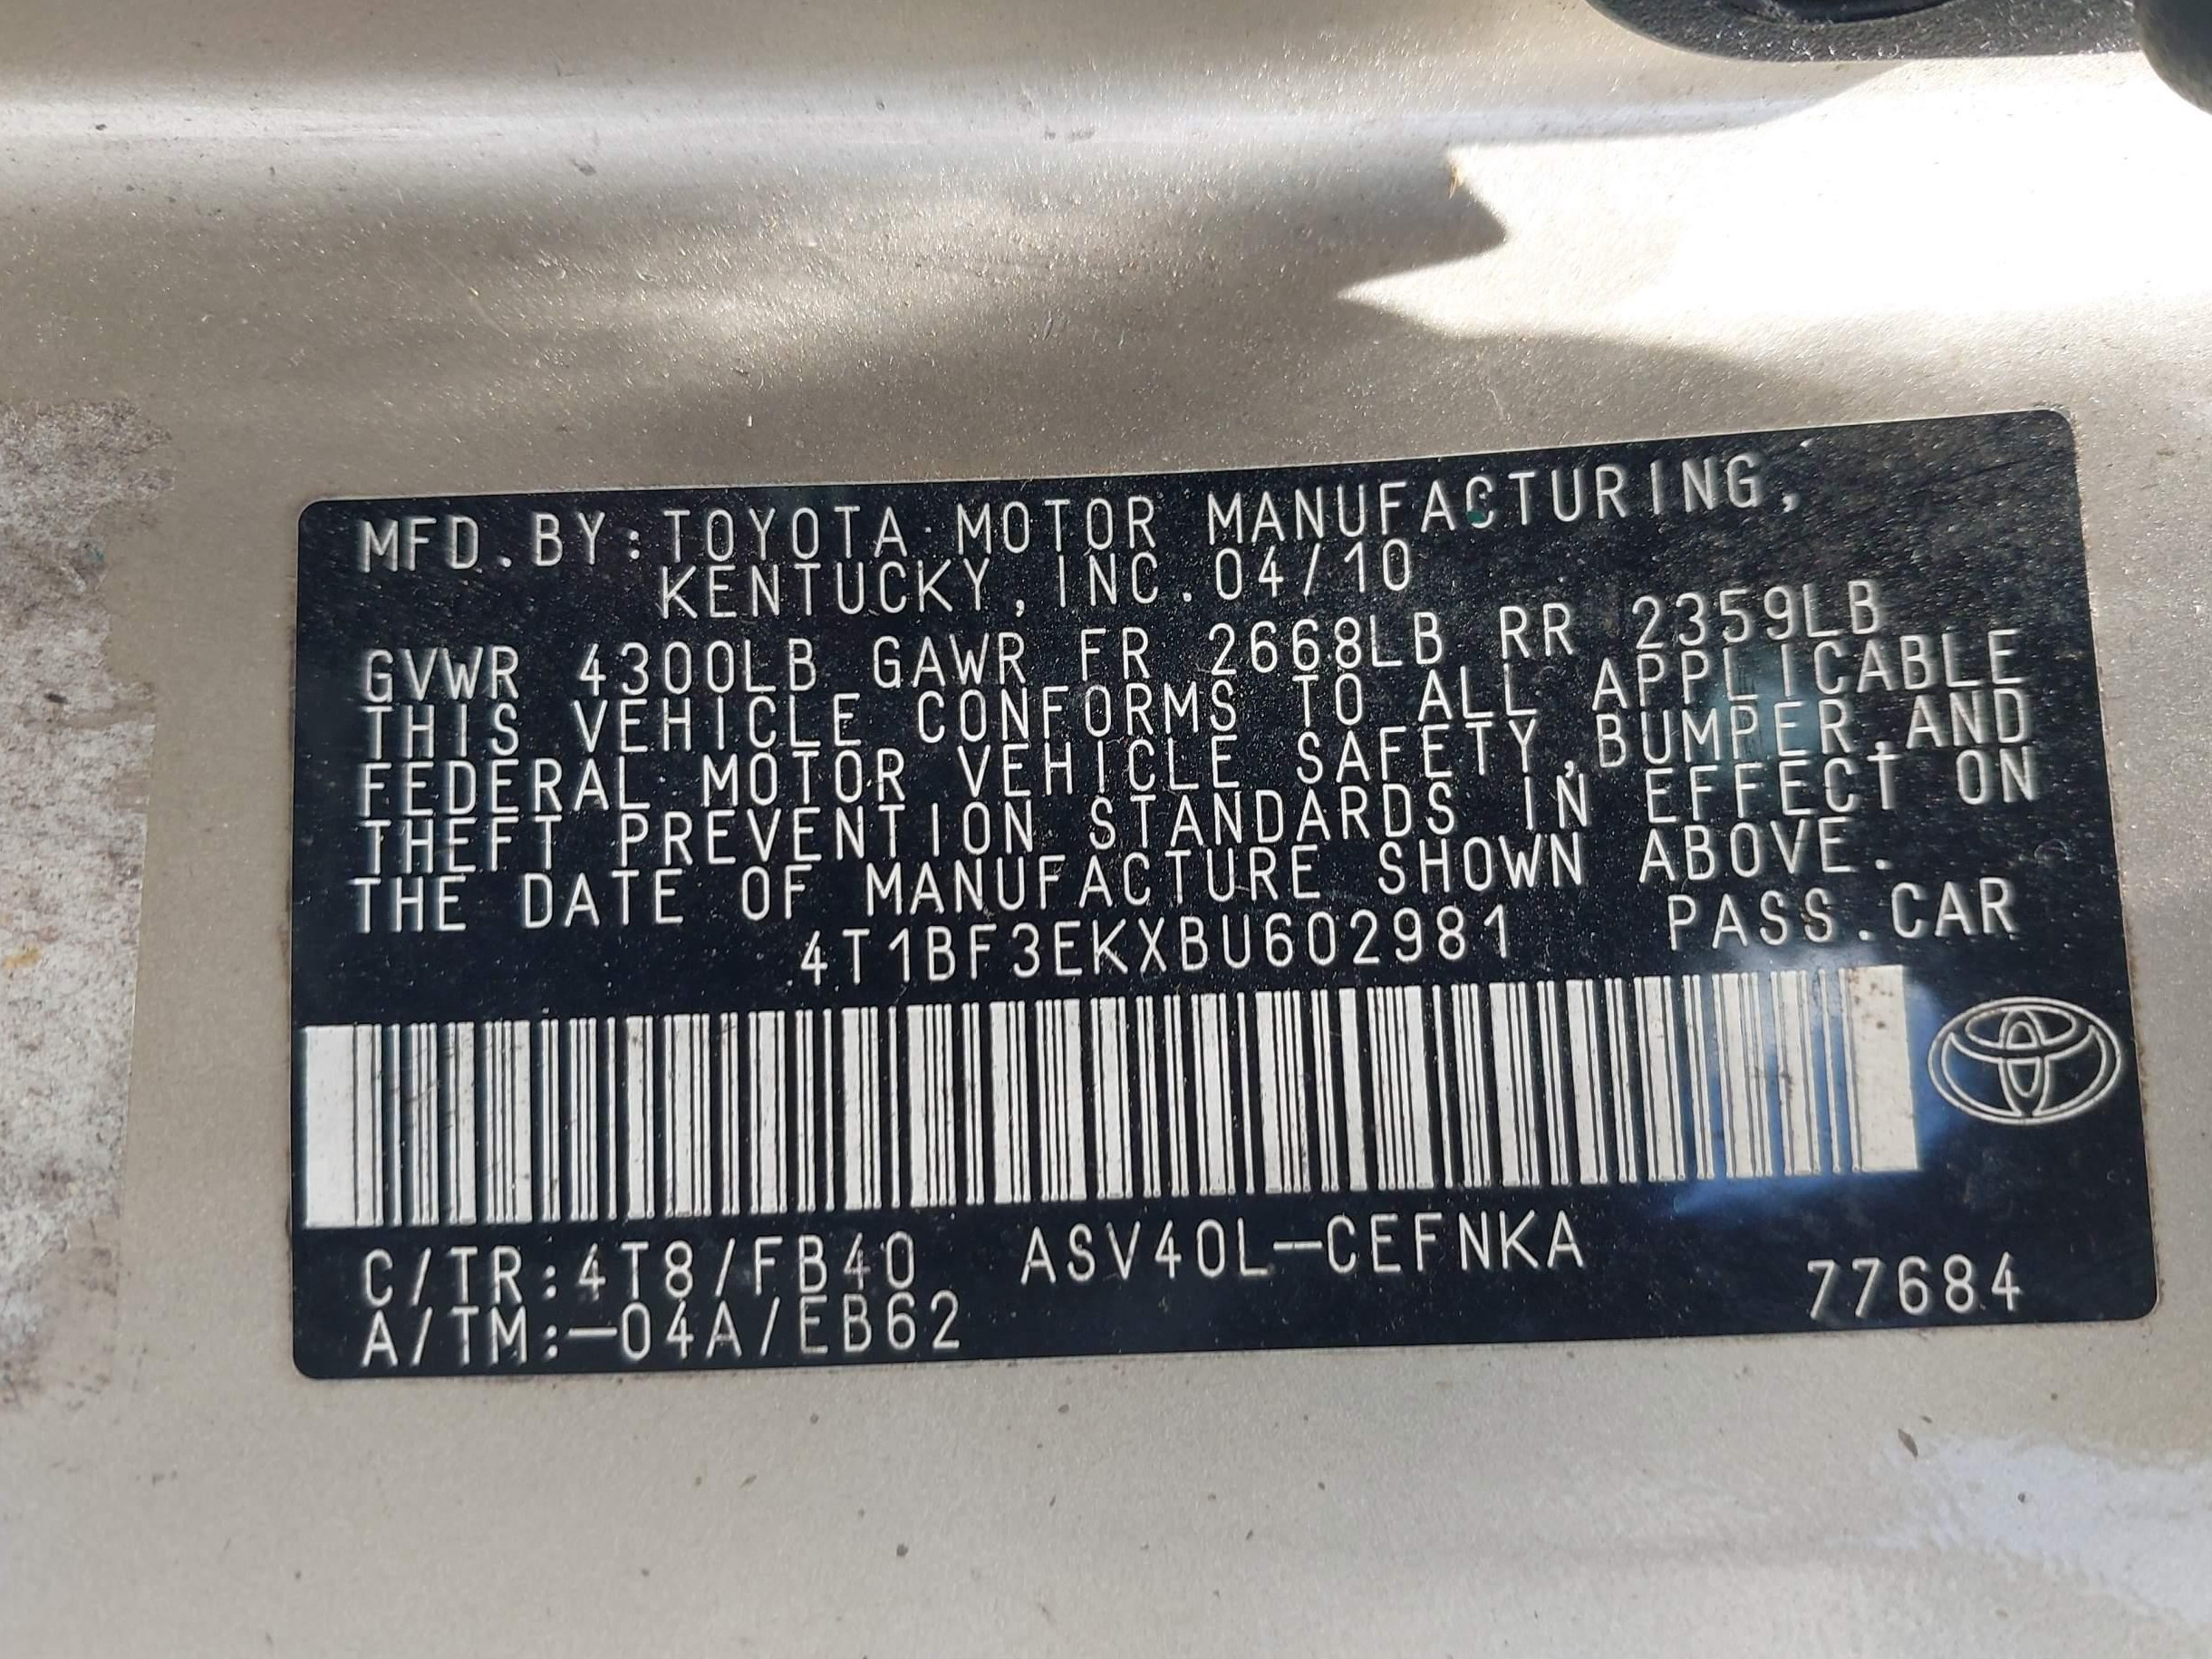 MFD.BY:TOYOTA MOTOR MANUFACTURING,
KENTUCKY,INC.04/10
GVWR 4300LB GAWR FR 2668LB RR 2359LB
THIS VEHICLE CONFORMS TO ALL APPLICABLE
FEDERAL MOTOR VEHICLE SAFETY,BUMPER,AND
THEFT PREVENTION STANDARDS IN EFFECT ON
THE DATE OF MANUFACTURE SHOWN ABOVE.
4T1BF3EKXBU602981 PASS.CAR
C/TR:4T8/FB40 ASV40L-CEFNKA
A/TM:-04A/EB62 77684